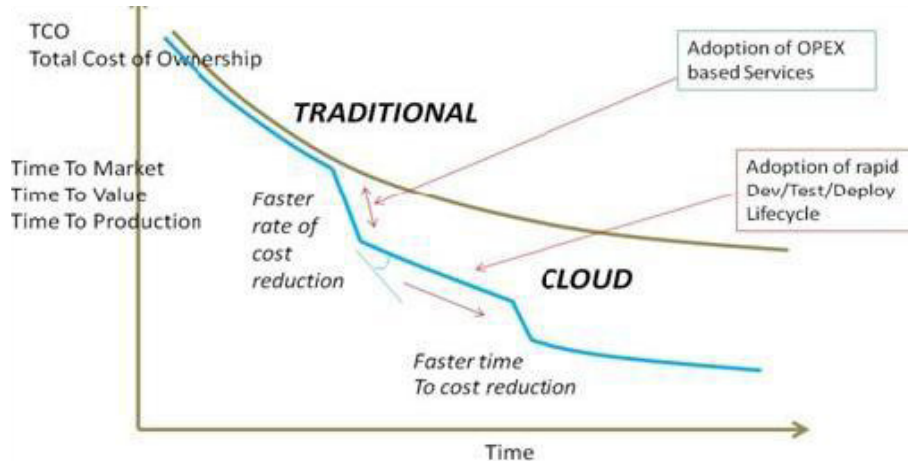 TCO
Total Cost of Ownership
Adoption of OPEX
based Services
TRADITIONAL
Time To Market
Time To Value
Time To Production
Adoption of rapid
Dev/Test/Deploy
Lifecycle
Faster
rate of
cost
reduction
CLOUD
Faster time
To cost reduction
Time